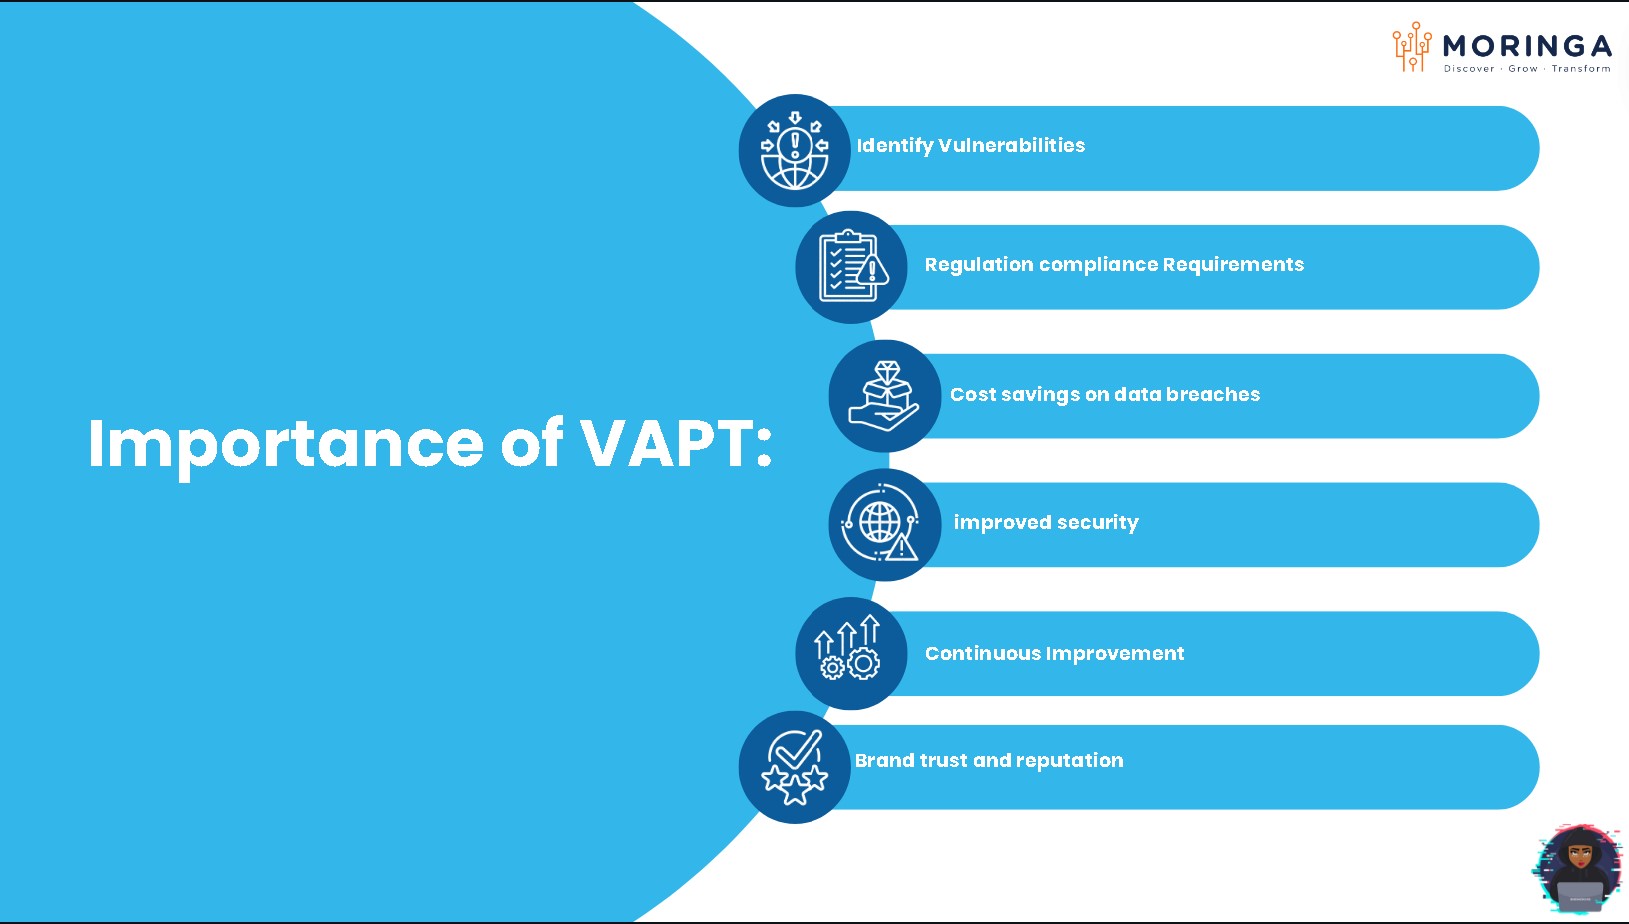 MORINGA
Discover · Grow · Transform
Importance of VAPT:
Identify Vulnerabilities
Regulation compliance Requirements
Cost savings on data breaches
improved security
Continuous Improvement
Brand trust and reputation